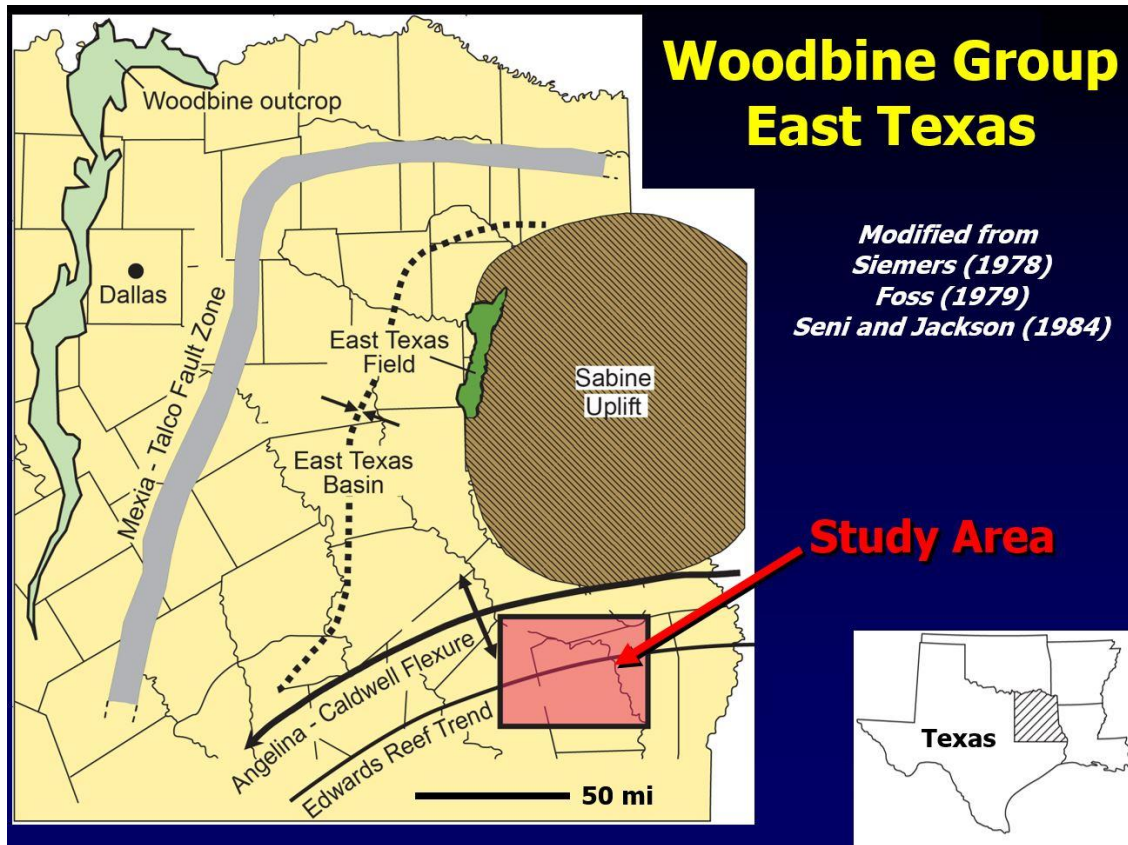 Woodbine Group
East Texas
Modified from
Siemers (1978)
Foss (1979)
Seni and Jackson (1984)
Woodbine outcrop
Dallas
Mexia - Talco Fault Zone
East Texas
Field
Sabine
Uplift
East Texas
Basin
Study Area
Angelina - Caldwell Flexure
Edwards Reef Trend
50 mi
Texas